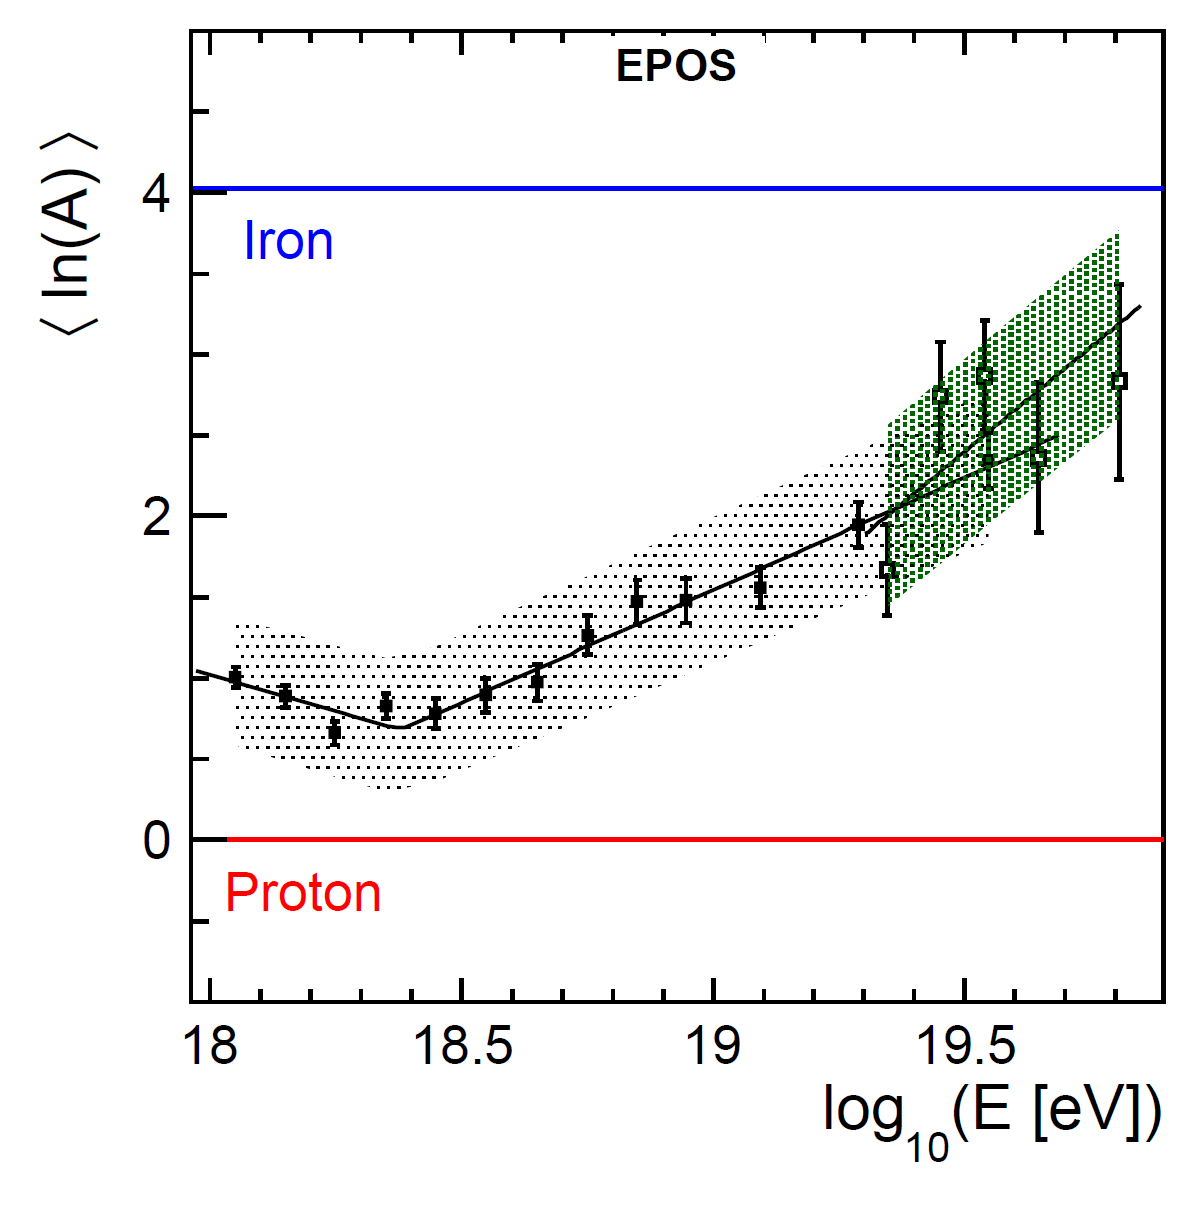 EPOS
⟨ ln(A) ⟩
4
Iron
2
0
Proton
18 18.5 19 19.5
log10(E [eV])